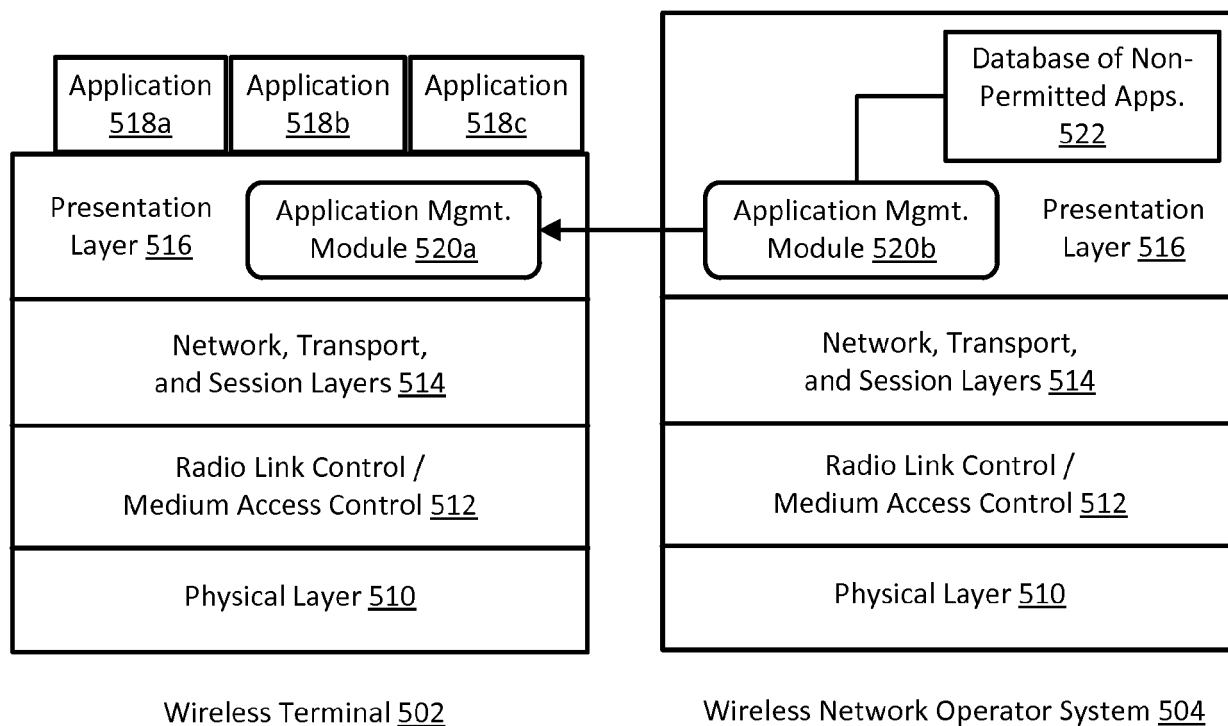 Application
518a
Application
518b
Application
518c
Presentation
Layer 516
Application Mgmt.
Module 520a
Network, Transport,
and Session Layers 514
Radio Link Control /
Medium Access Control 512
Physical Layer 510
Wireless Terminal 502
Database of Non-
Permitted Apps.
522
Application Mgmt.
Module 520b
Presentation
Layer 516
Network, Transport,
and Session Layers 514
Radio Link Control /
Medium Access Control 512
Physical Layer 510
Wireless Network Operator System 504